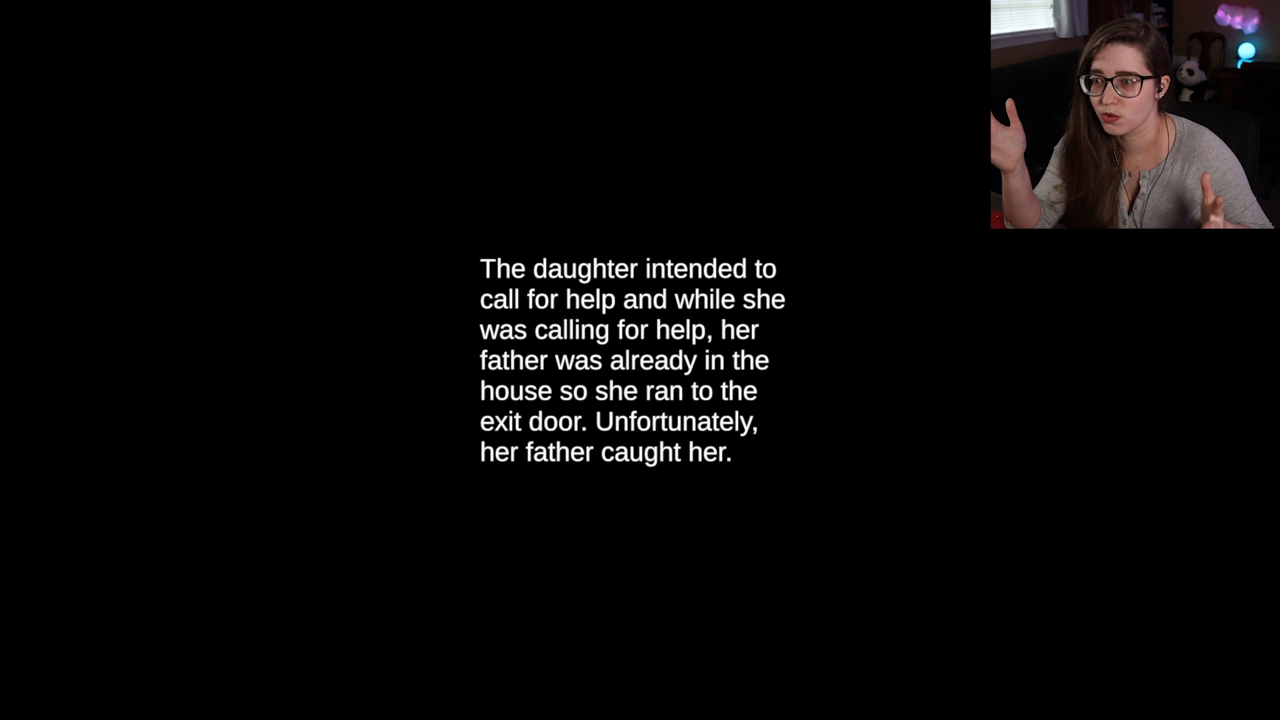 The daughter intended to
call for help and while she
was calling for help, her
father was already in the
house so she ran to the
exit door. Unfortunately,
her father caught her.